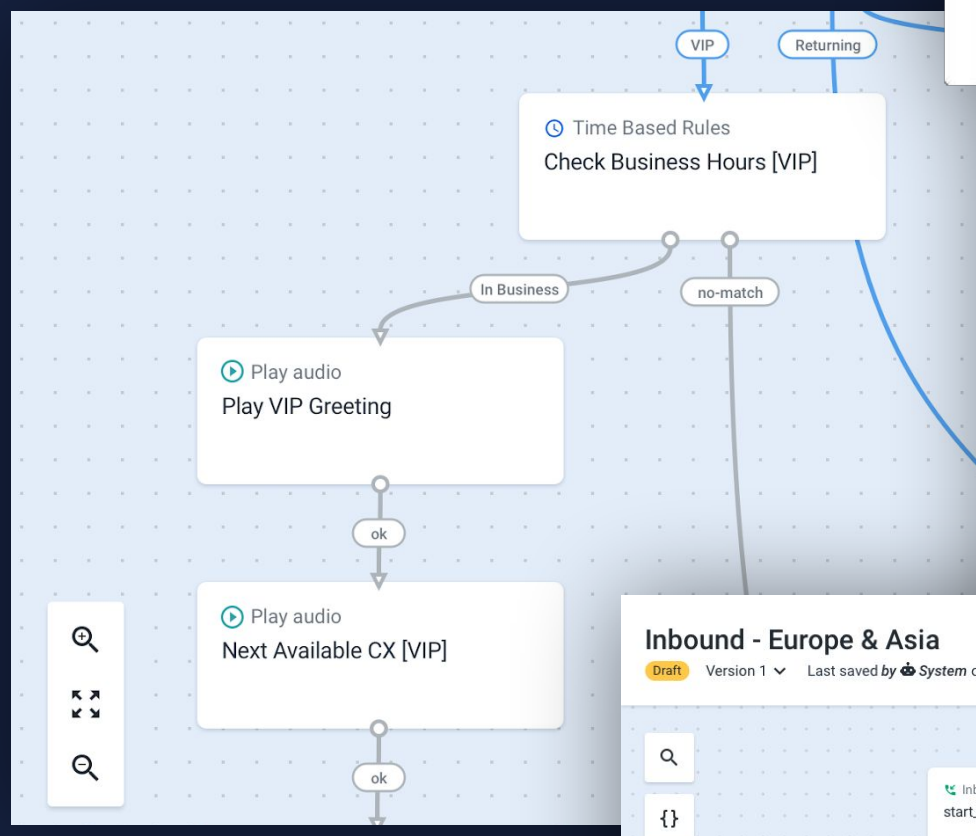 VIP
Returning
Time Based Rules
Check Business Hours [VIP]
In Business
no-match
Play audio
Play VIP Greeting
ok
Play audio
Next Available CX [VIP]
ok
Inbound - Europe & Asia
Draft Version 1 Last saved by System
{}
start_